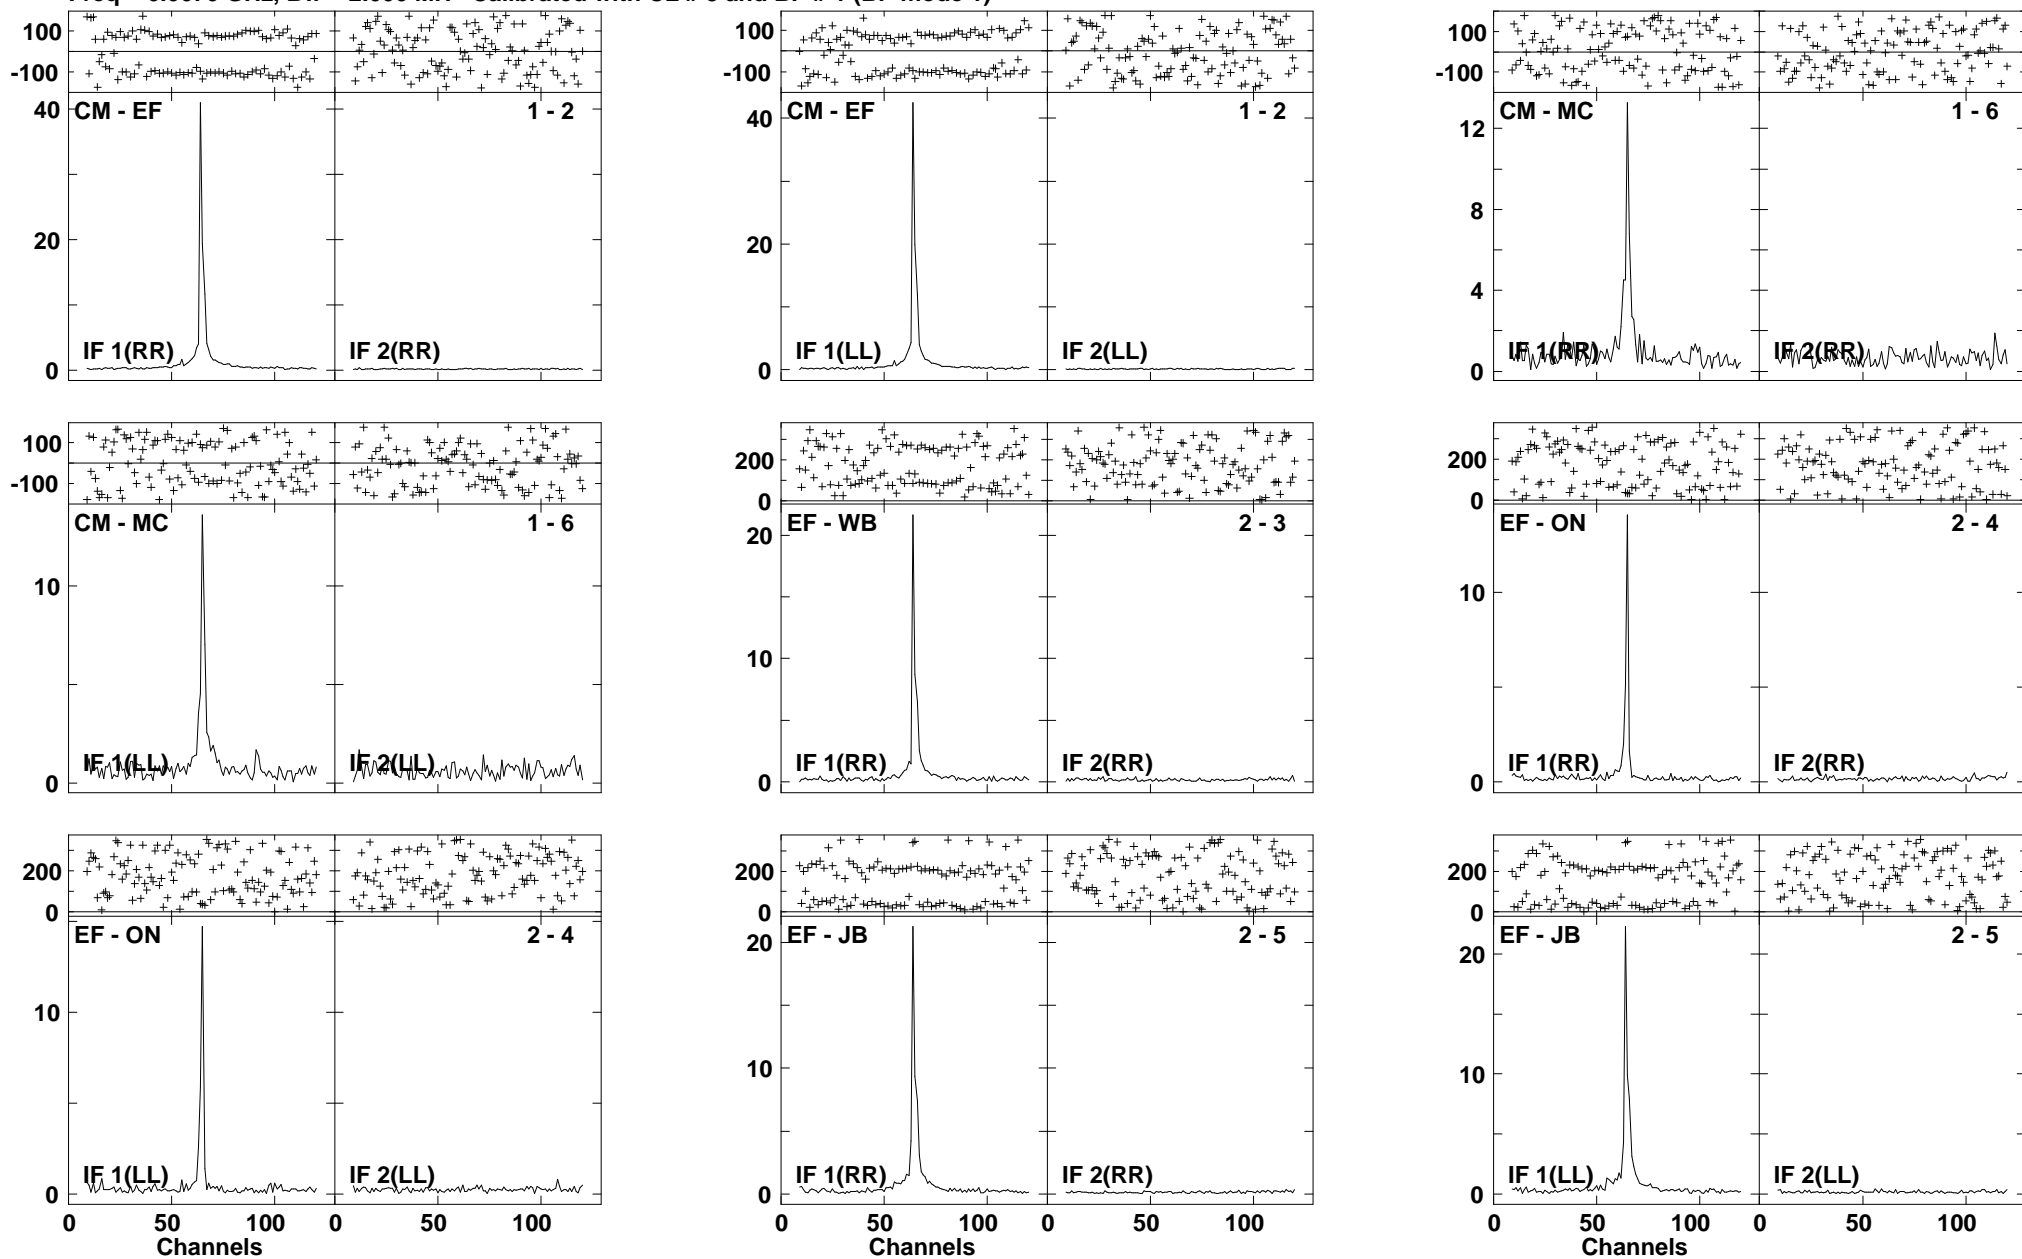 100
-100
40
20
0
CM - EF
1 - 2
IF 1(RR)
IF 2(RR)
100
-100
40
20
0
CM - EF
1 - 2
IF 1(LL)
IF 2(LL)
100
-100
12
8
4
0
CM - MC
1 - 6
IF 1(RR)
IF 2(RR)
100
-100
10
0
CM - MC
1 - 6
IF 1(LL)
IF 2(LL)
200
0
20
10
0
EF - WB
2 - 3
IF 1(RR)
IF 2(RR)
200
0
10
0
EF - ON
2 - 4
IF 1(RR)
IF 2(RR)
200
0
10
0
EF - ON
2 - 4
IF 1(LL)
IF 2(LL)
0 50 100 0 50 100
Channels
200
0
20
10
0
EF - JB
2 - 5
IF 1(RR)
IF 2(RR)
0 50 100 0 50 100
Channels
200
0
20
10
0
EF - JB
2 - 5
IF 1(LL)
IF 2(LL)
0 50 100 0 50 100
Channels